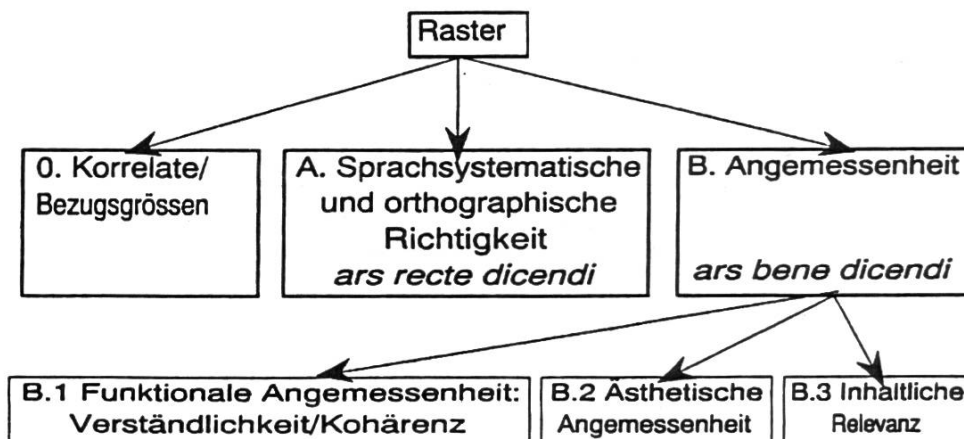 Raster
0. Korrelate/
Bezugsgrössen
A. Sprachsystematische
und orthographische
Richtigkeit
ars recte dicendi
B. Angemessenheit
ars bene dicendi
B.1 Funktionale Angemessenheit:
Verständlichkeit/Kohärenz
B.2 Ästhetische
Angemessenheit
B.3 Inhaltliche
Relevanz